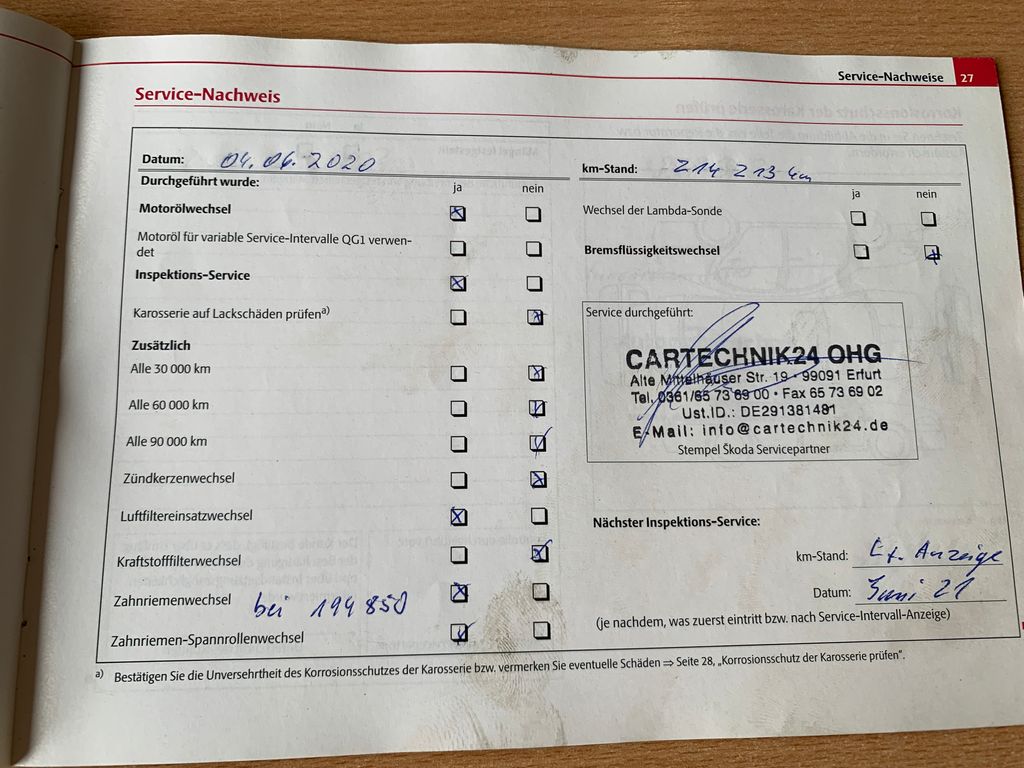 Service-Nachweise 27
Service-Nachweis
Datum: 04.06.2020
Durchgeführt wurde: ja nein
Motorölwechsel
Motoröl für variable Service-Intervalle QG1 verwen-
det
Inspektions-Service
Karosserie auf Lackschäden prüfen a)
Zusätzlich
Alle 30 000 km
Alle 60 000 km
Alle 90 000 km
Zündkerzenwechsel
Luftfiltereinsatzwechsel
Kraftstofffilterwechsel
Zahnriemenwechsel bei 194 850
Zahnriemen-Spannrollenwechsel
km-Stand: 214 213 km
ja nein
Wechsel der Lambda-Sonde
Bremsflüssigkeitswechsel
Service durchgeführt:
CARTECHNIK24 OHG
Alte Mittelhäuser Str. 19 • 99091 Erfurt
Tel. 0361/65 73 69 00 • Fax 65 73 69 02
Ust.ID.: DE291381481
E-Mail: info@cartechnik24.de
Stempel Škoda Servicepartner
Nächster Inspektions-Service:
km-Stand: Lt. Anzeige
Datum: Juni 21
(je nachdem, was zuerst eintritt bzw. nach Service-Intervall-Anzeige)
a) Bestätigen Sie die Unversehrtheit des Korrosionsschutzes der Karosserie bzw. vermerken Sie eventuelle Schäden ⇒ Seite 28, „Korrosionsschutz der Karosserie prüfen".